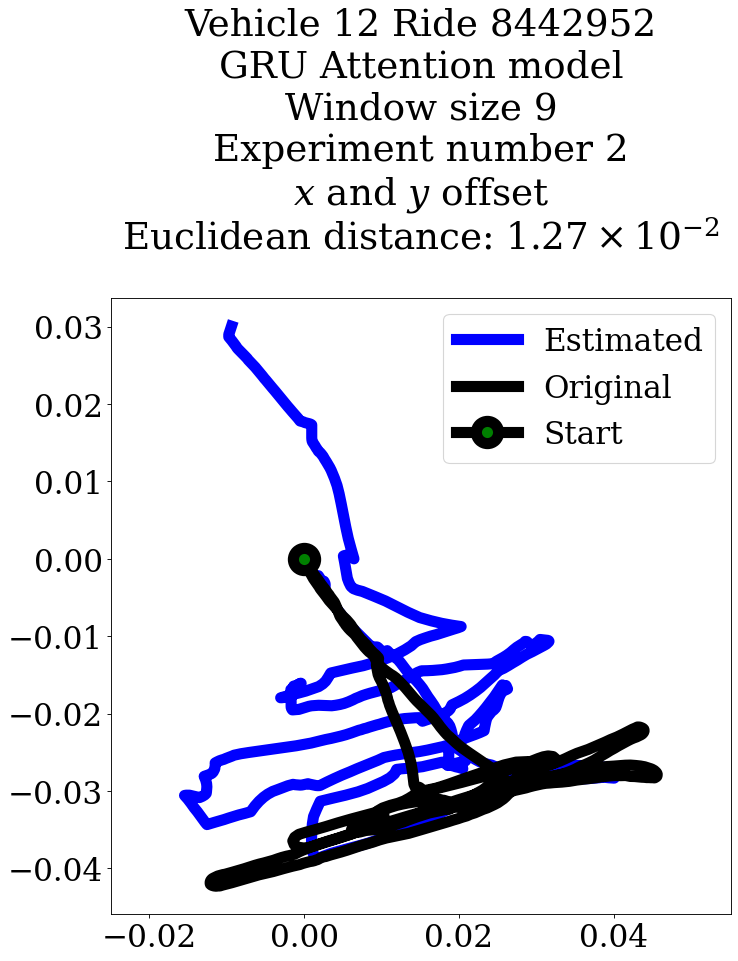 Vehicle 12 Ride 8442952
GRU Attention model
Window size 9
Experiment number 2
x and y offset
Euclidean distance: 1.27 × 10⁻²
Estimated
Original
Start
0.03
0.02
0.01
0.00
−0.01
−0.02
−0.03
−0.04
−0.02 0.00 0.02 0.04